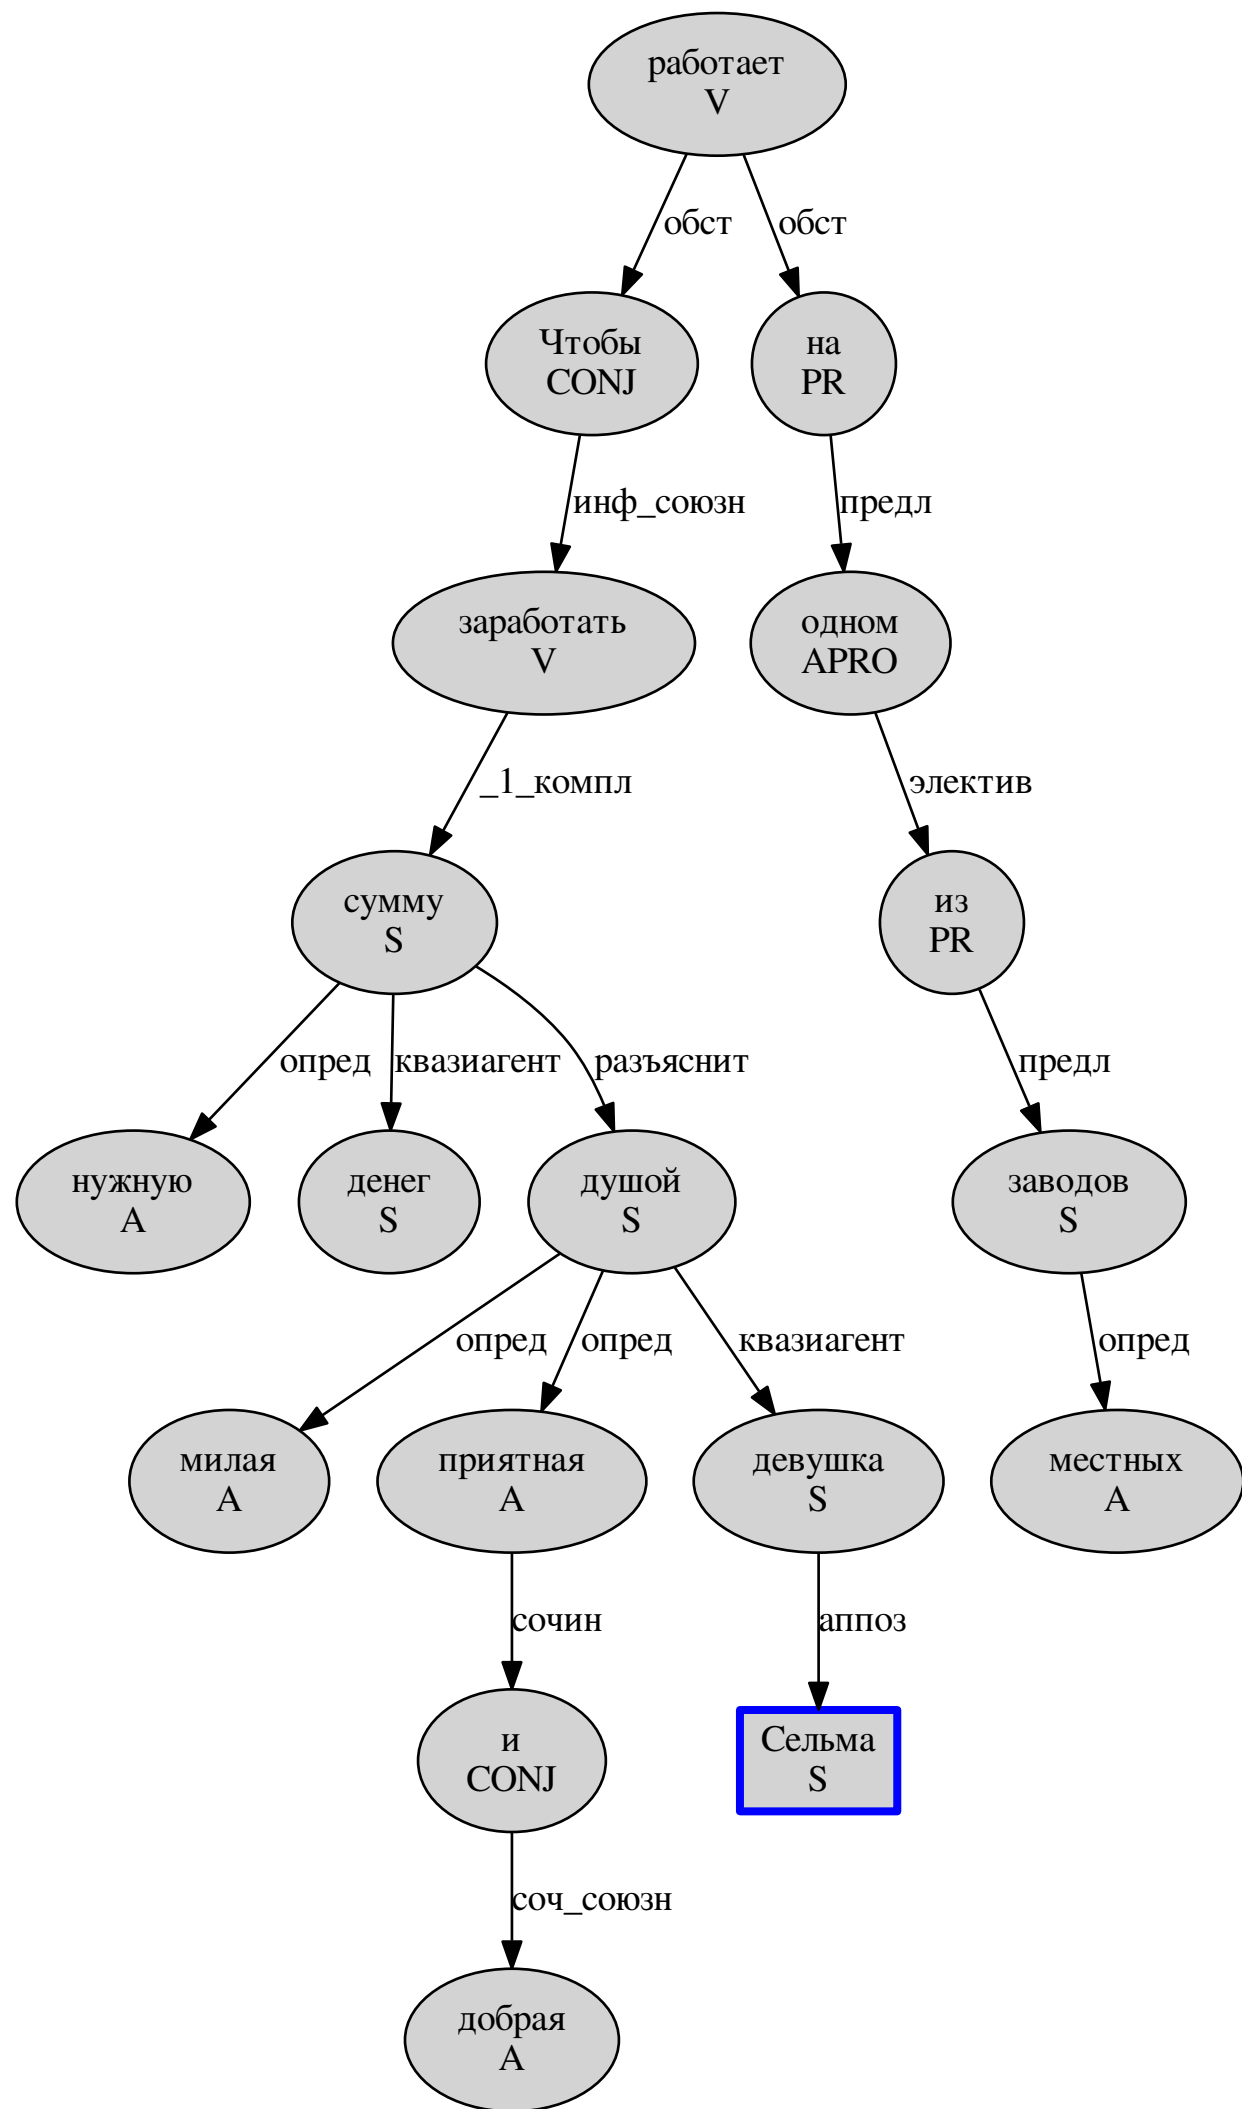 работает
V
обст
обст
Чтобы
CONJ
на
PR
инф_союзн
предл
заработать
V
одном
APRO
_1_компл
электив
сумму
S
из
PR
опред
квазиагент
разъяснит
предл
нужную
A
денег
S
душой
S
заводов
S
опред
опред
квазиагент
опред
милая
A
приятная
A
девушка
S
местных
A
сочин
аппоз
и
CONJ
Сельма
S
соч_союзн
добрая
A